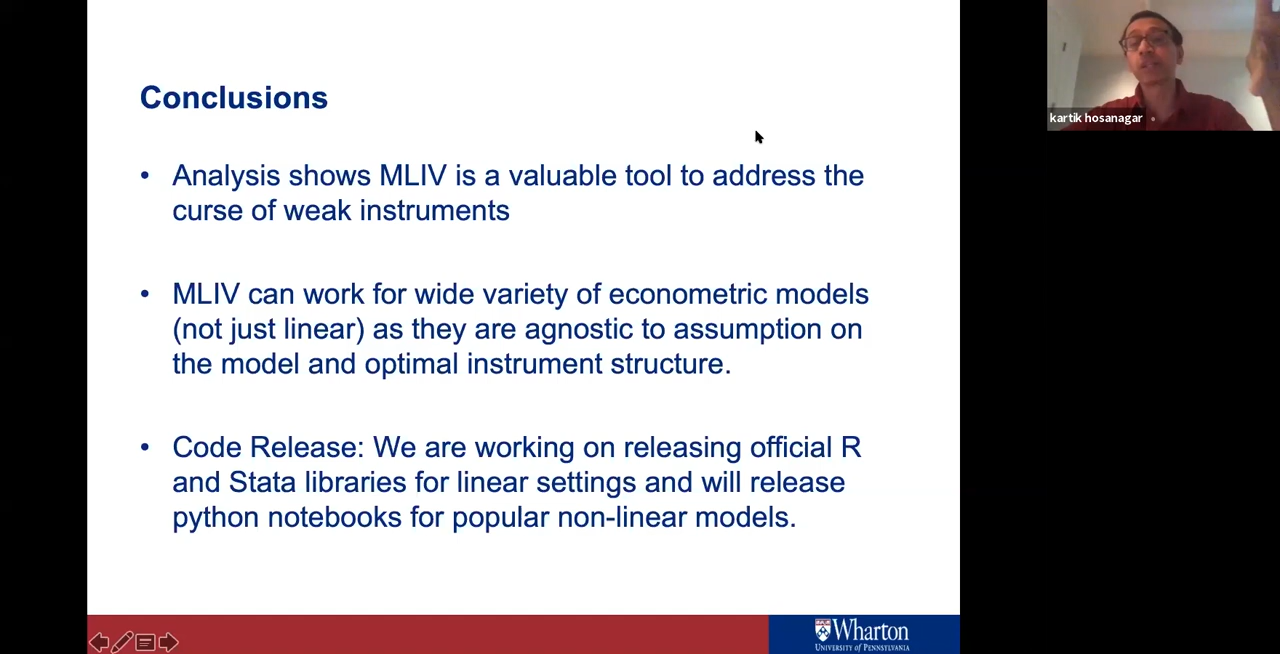 Conclusions
• Analysis shows MLIV is a valuable tool to address the
curse of weak instruments
• MLIV can work for wide variety of econometric models
(not just linear) as they are agnostic to assumption on
the model and optimal instrument structure.
• Code Release: We are working on releasing official R
and Stata libraries for linear settings and will release
python notebooks for popular non-linear models.
Wharton
UNIVERSITY of PENNSYLVANIA
kartik hosanagar